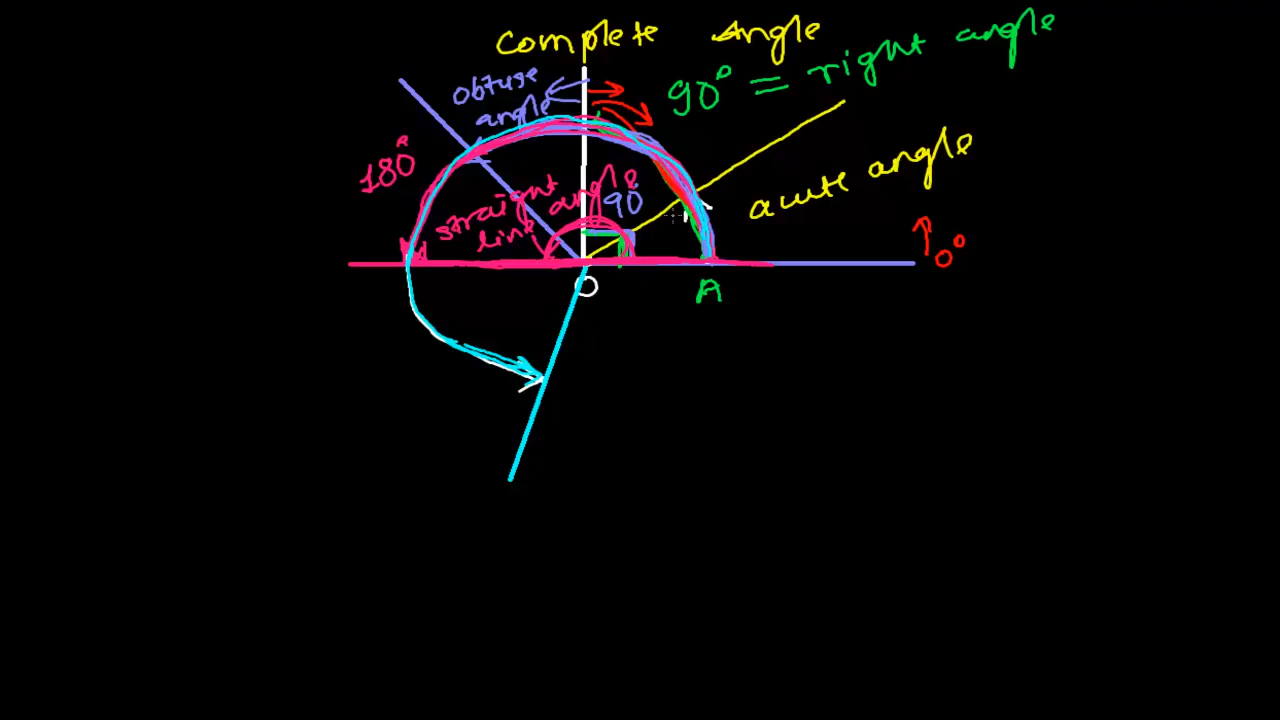 complete Angle
90° = right angle
obtuse
angle
180°
acute angle
straight angle
line
90°
0°
O
A